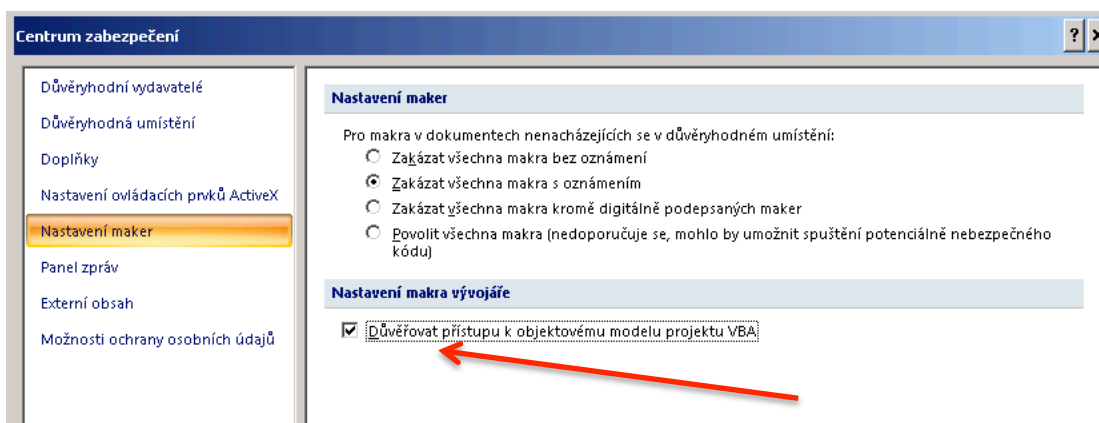 Centrum zabezpečení
Důvěryhodní vydavatelé
Důvěryhodná umístění
Doplňky
Nastavení ovládacích prvků ActiveX
Nastavení maker
Panel zpráv
Externí obsah
Možnosti ochrany osobních údajů
Nastavení maker
Pro makra v dokumentech nenacházejících se v důvěryhodném umístění:
Zakázat všechna makra bez oznámení
Zakázat všechna makra s oznámením
Zakázat všechna makra kromě digitálně podepsaných maker
Povolit všechna makra (nedoporučuje se, mohlo by umožnit spuštění potenciálně nebezpečného
kódu)
Nastavení makra vývojáře
Důvěřovat přístupu k objektovému modelu projektu VBA